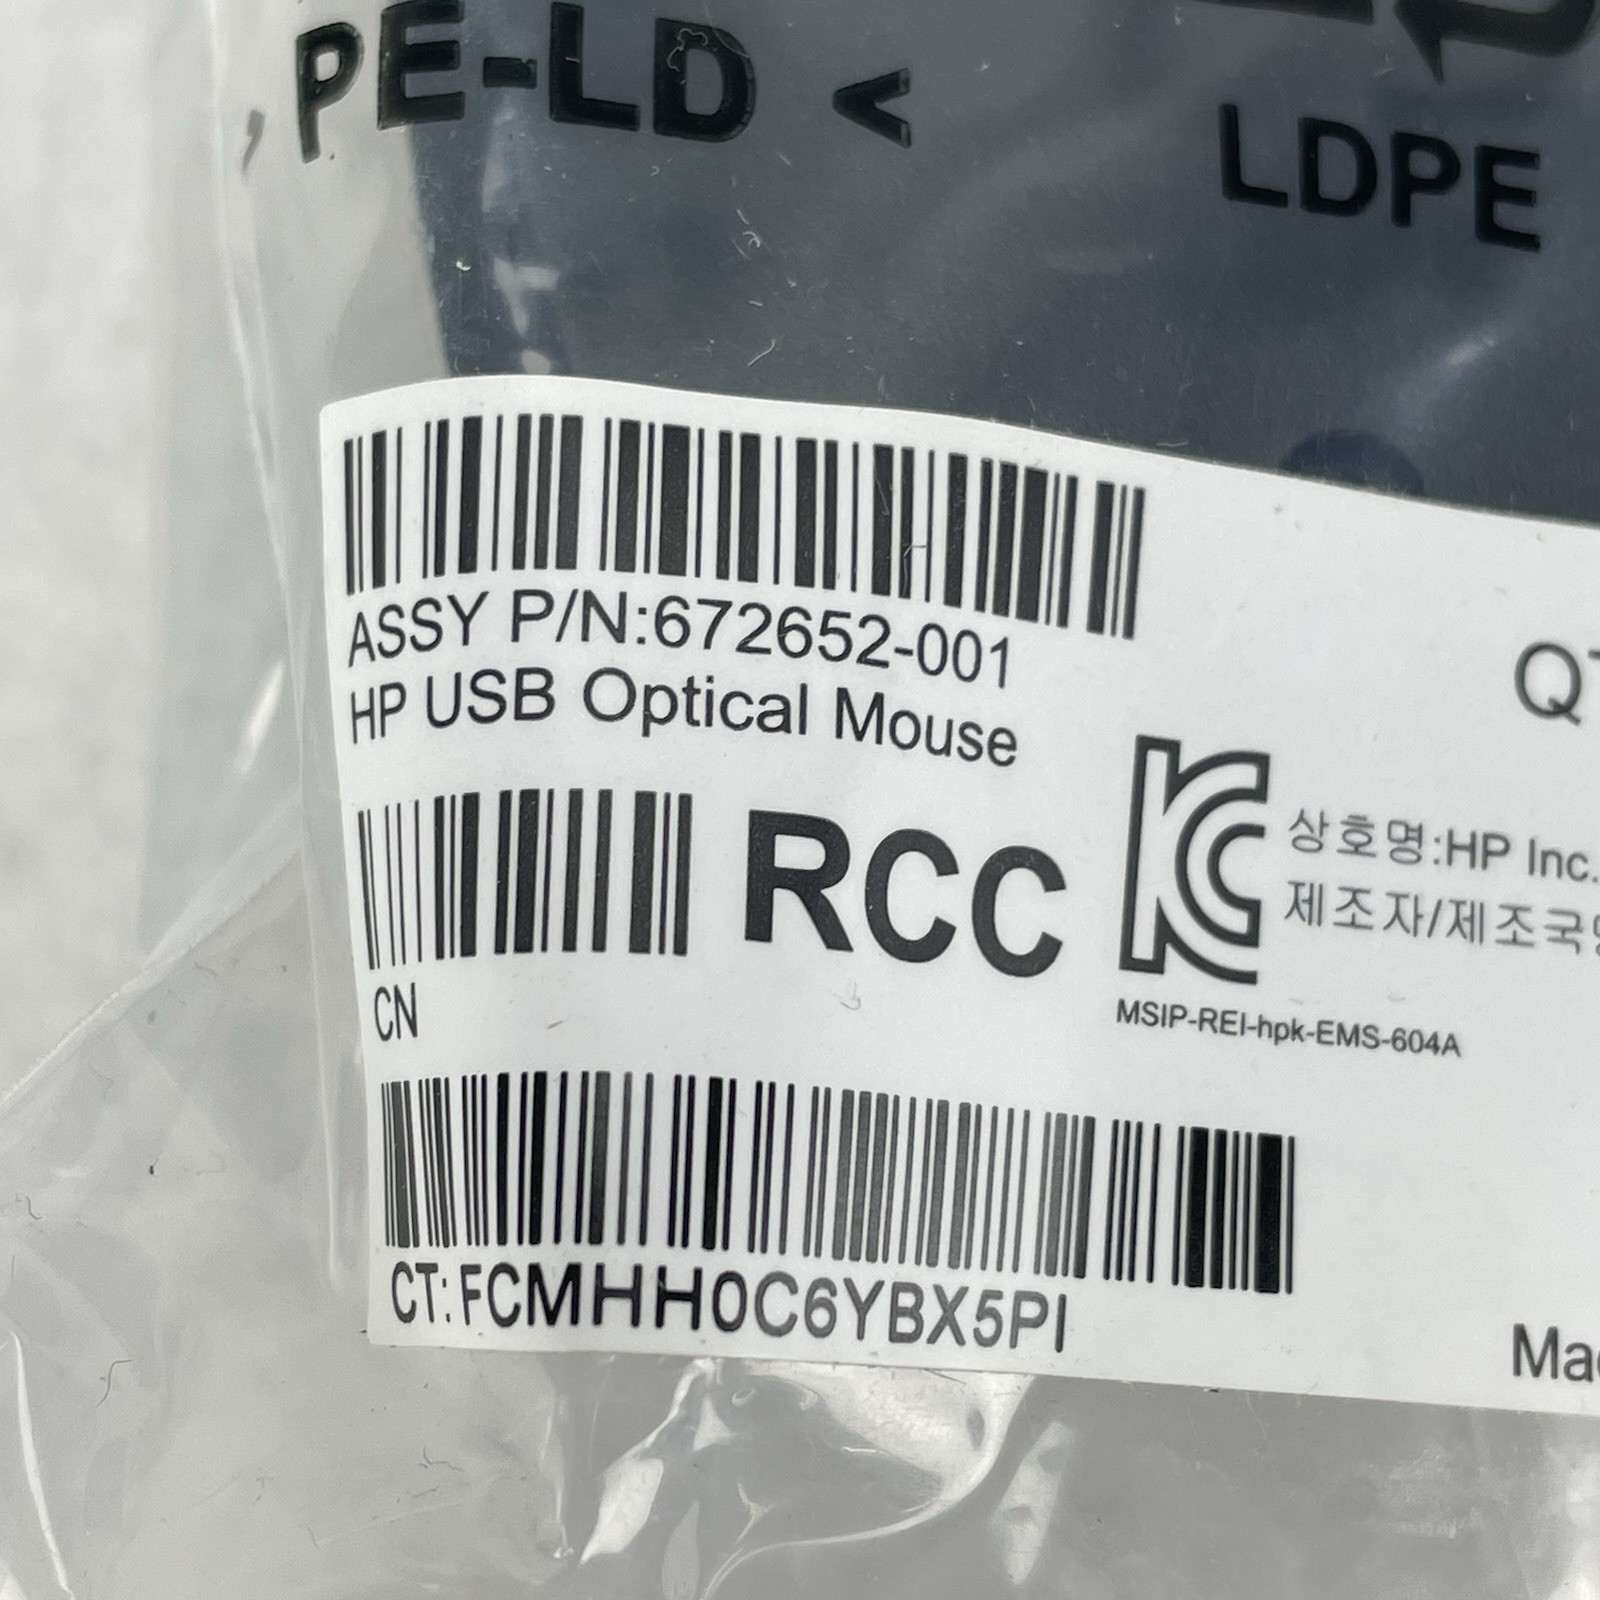 PE-LD <
LDPE
ASSY P/N:672652-001
HP USB Optical Mouse
RCC
상호명:HP Inc.
제조자/제조국
CN
MSIP-REI-hpk-EMS-604A
CT: FCMHH0C6YBX5PI